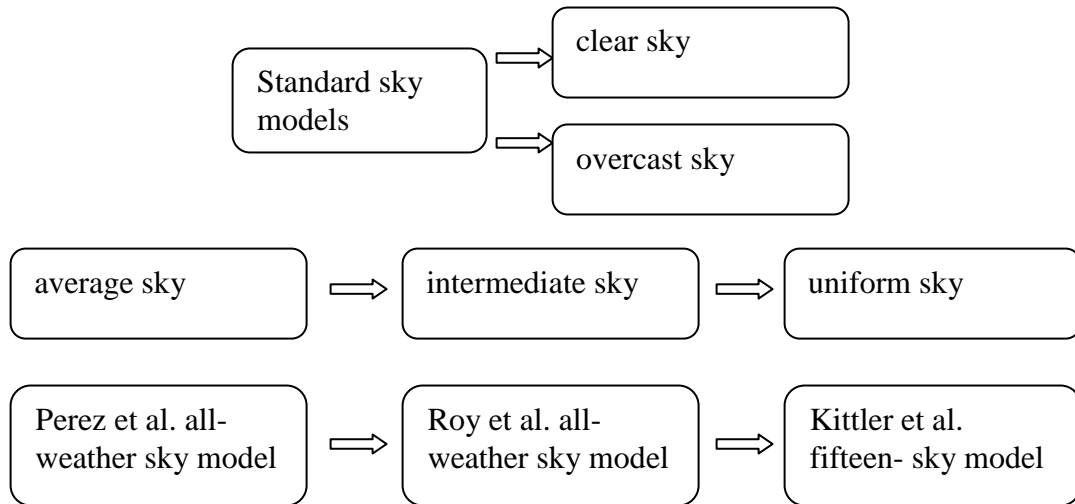 clear sky
Standard sky
models
overcast sky
average sky
intermediate sky
uniform sky
Perez et al. all-
weather sky model
Roy et al. all-
weather sky model
Kittler et al.
fifteen- sky model